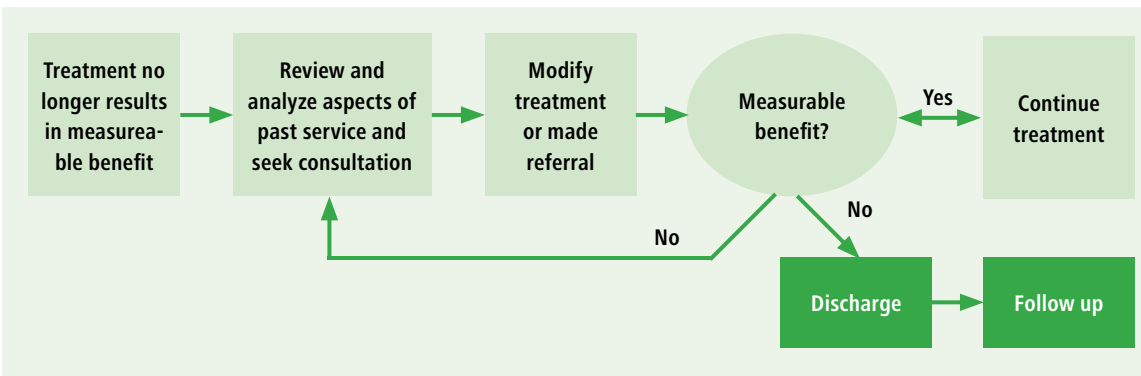 Treatment no
longer results
in measurea-
ble benefit
Review and
analyze aspects of
past service and
seek consultation
Modify
treatment
or made
referral
Measurable
benefit?
Yes
Continue
treatment
No
No
Discharge
Follow up